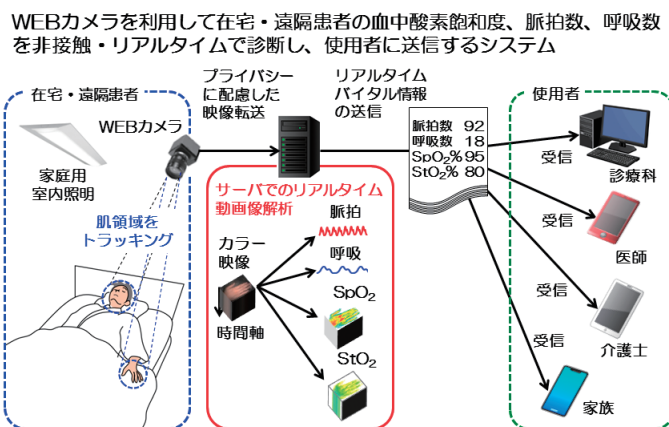 WEBカメラを利用して在宅・遠隔患者の血中酸素飽和度、脈拍数、呼吸数
を非接触・リアルタイムで診断し、使用者に送信するシステム
在宅・遠隔患者
WEBカメラ
家庭用
室内照明
肌領域を
トラッキング
プライバシー
に配慮した
映像転送
リアルタイム
バイタル情報
の送信
サーバでのリアルタイム
動画像解析
カラー
映像
時間軸
脈拍
呼吸
SpO₂
StO₂
脈拍数 92
呼吸数 18
SpO₂% 95
StO₂% 80
使用者
受信
診療科
受信
医師
受信
介護士
受信
家族